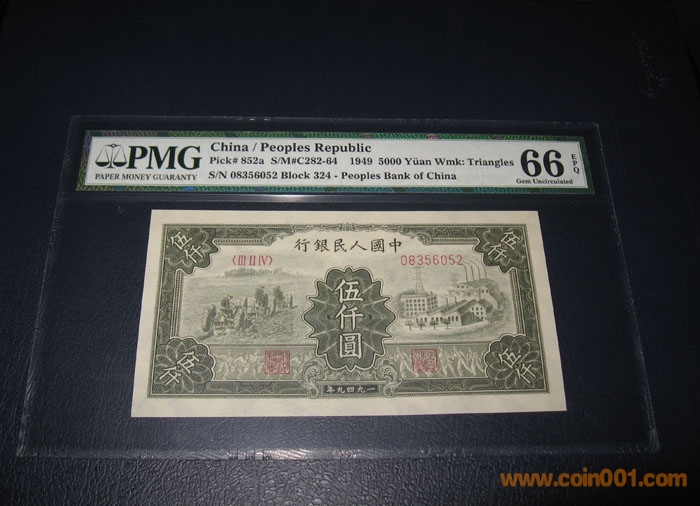 PMG
PAPER MONEY GUARANTY
China / Peoples Republic
Pick# 852a S/M#C282-64 1949 5000 Yüan Wmk: Triangles
S/N 08356052 Block 324 - Peoples Bank of China
66 EPQ
Gem Uncirculated
伍仟
行銀民人國中
伍仟
〈III II IV〉
08356052
伍仟圓
伍仟
年九四九一
伍仟
www.coin001.com